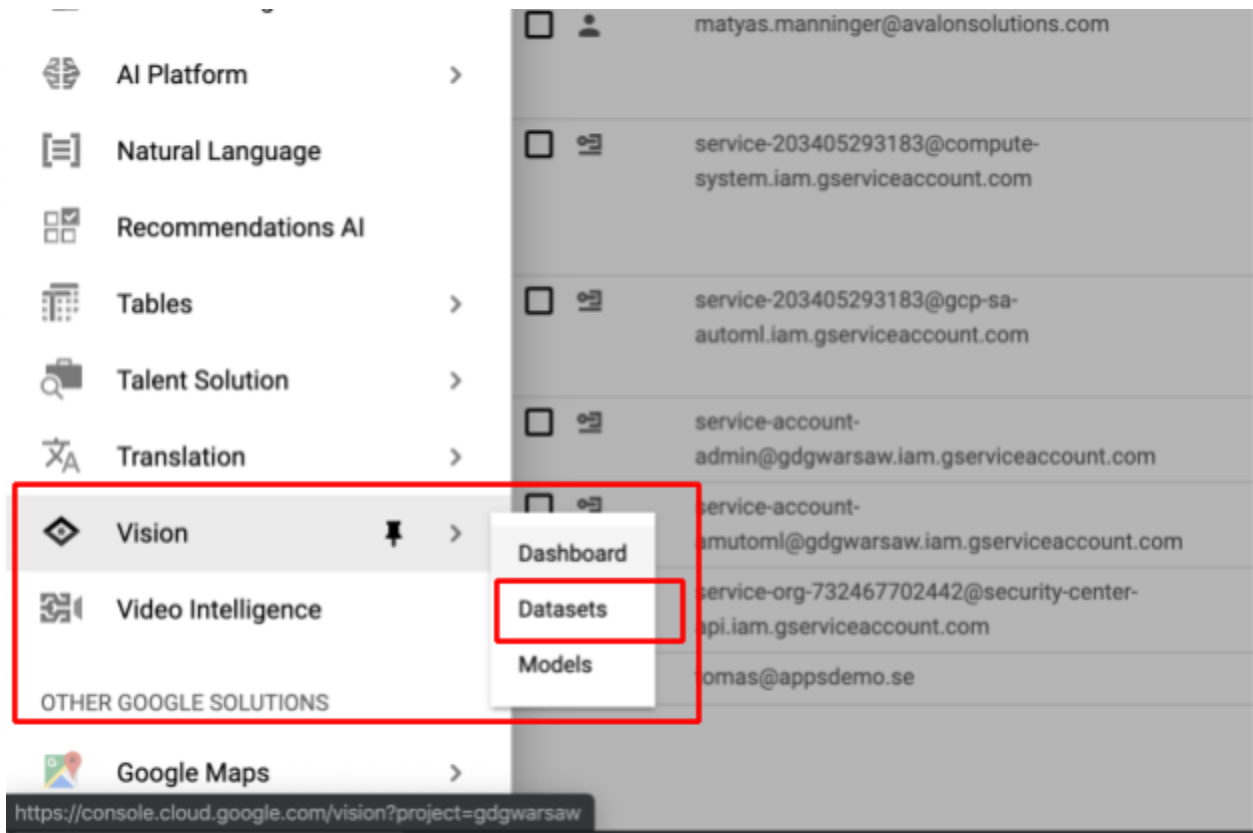 AI Platform
Natural Language
Recommendations AI
Tables
Talent Solution
Translation
Vision
Video Intelligence
OTHER GOOGLE SOLUTIONS
Google Maps
https://console.cloud.google.com/vision?project=gdgwarsaw
Dashboard
Datasets
Models
matyas.manninger@avalonsolutions.com
service-203405293183@compute-
system.iam.gserviceaccount.com
service-203405293183@gcp-sa-
automl.iam.gserviceaccount.com
service-account-
admin@gdgwarsaw.iam.gserviceaccount.com
service-account-
amutoml@gdgwarsaw.iam.gserviceaccount.com
service-org-732467702442@security-center-
api.iam.gserviceaccount.com
tomas@appsdemo.se